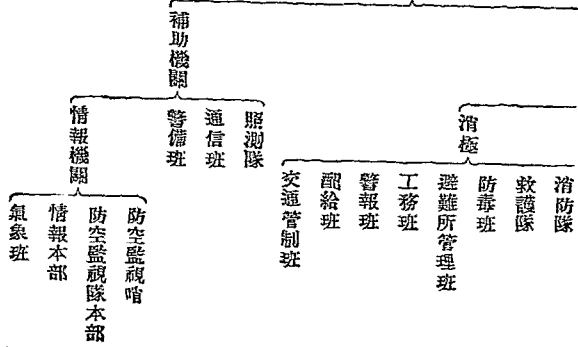 消極
消防隊
救護隊
防毒班
避難所管理班
工務班
警報班
配給班
交通管制班
補助機關
照測隊
通信班
警備班
情報機關
防空監視哨
防空監視隊本部
情報本部
氣象班